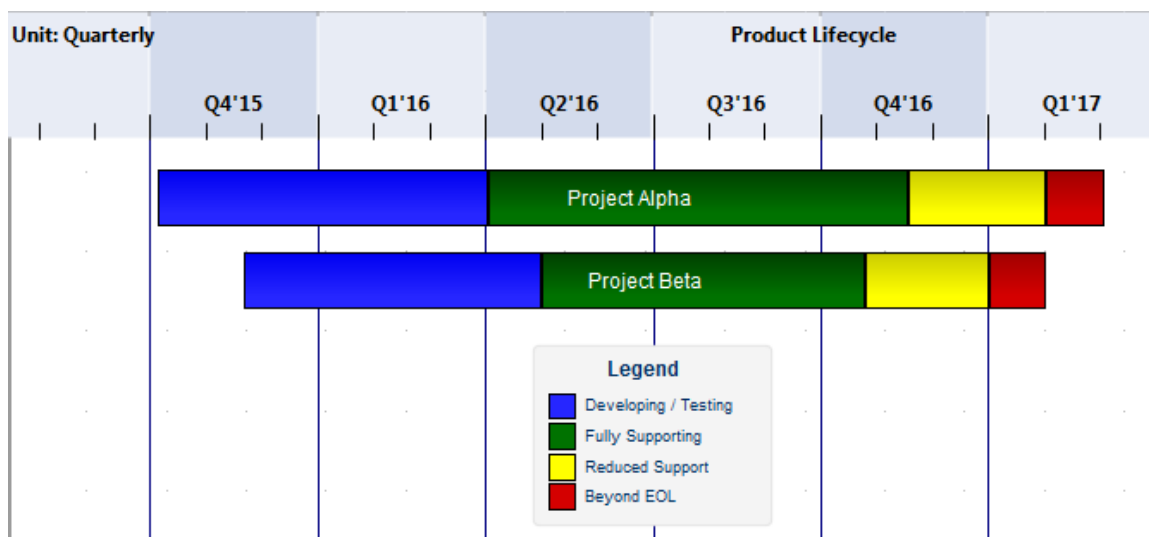 Unit: Quarterly
Product Lifecycle
Q4'15 Q1'16 Q2'16 Q3'16 Q4'16 Q1'17
Project Alpha
Project Beta
Legend
Developing / Testing
Fully Supporting
Reduced Support
Beyond EOL